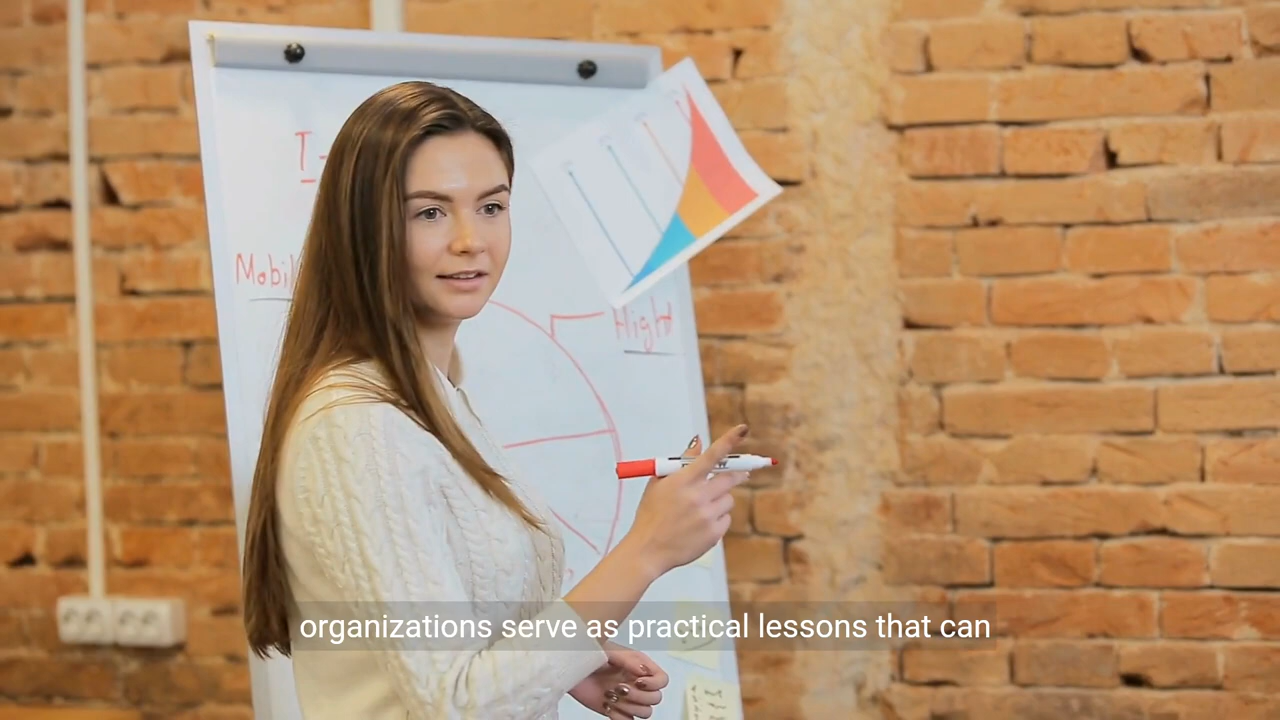 I
Mobil
Hight
organizations serve as practical lessons that can